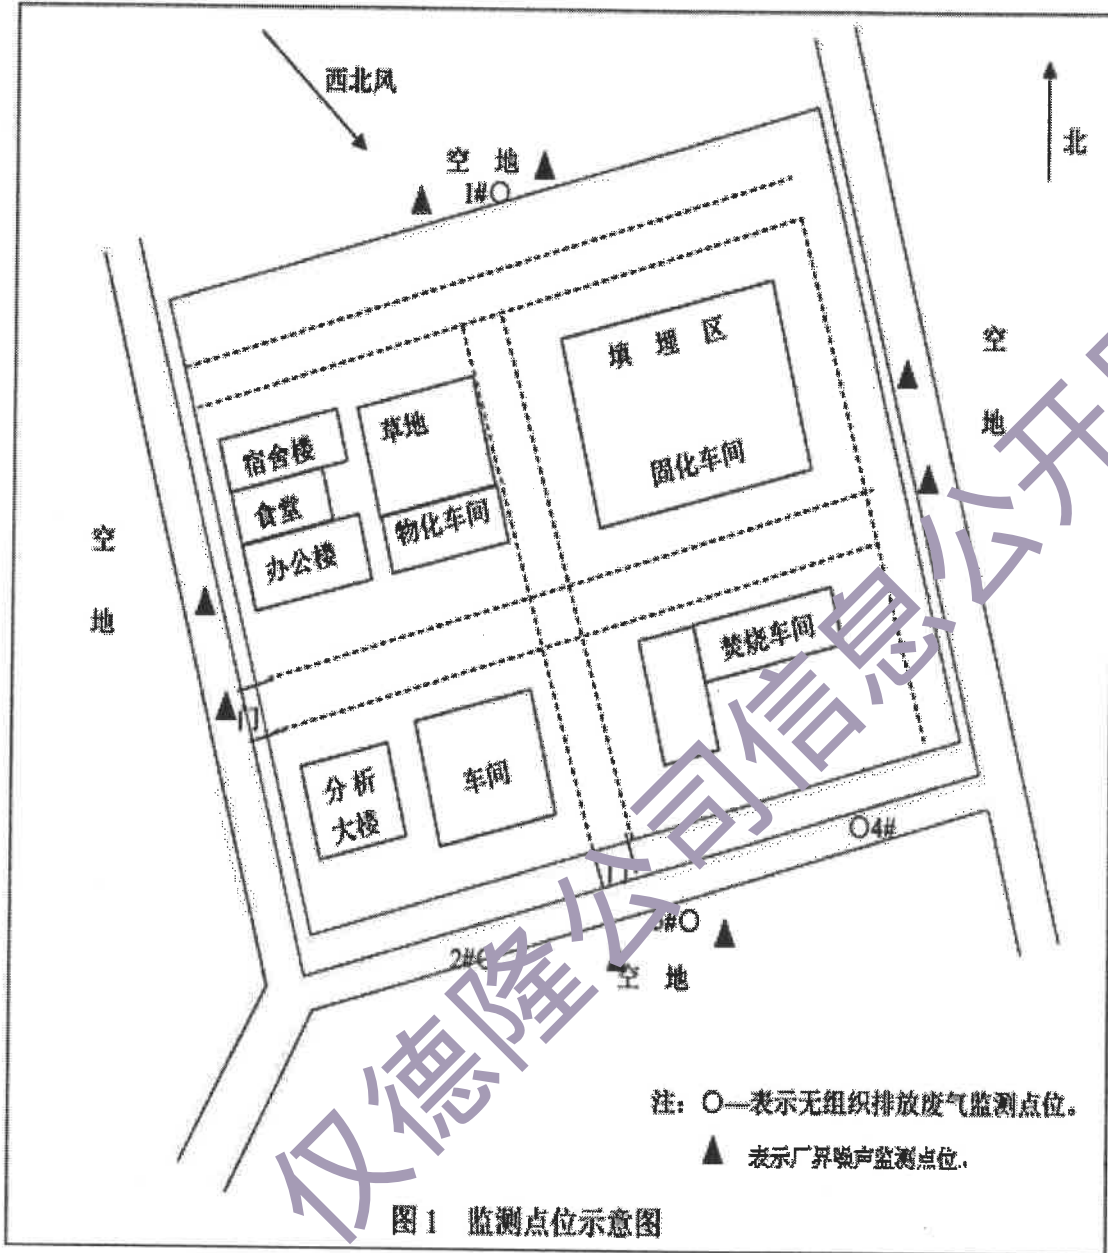 西北风
北
空 地
1#○
空
地
填 埋 区
固化车间
草地
宿舍楼
食堂
办公楼
物化车间
空
地
门
焚烧车间
分析
大楼
车间
门
○4#
#○
2#
空 地
注：○—表示无组织排放废气监测点位。
▲ 表示厂界噪声监测点位.
图1 监测点位示意图
仅德隆公司信息公开